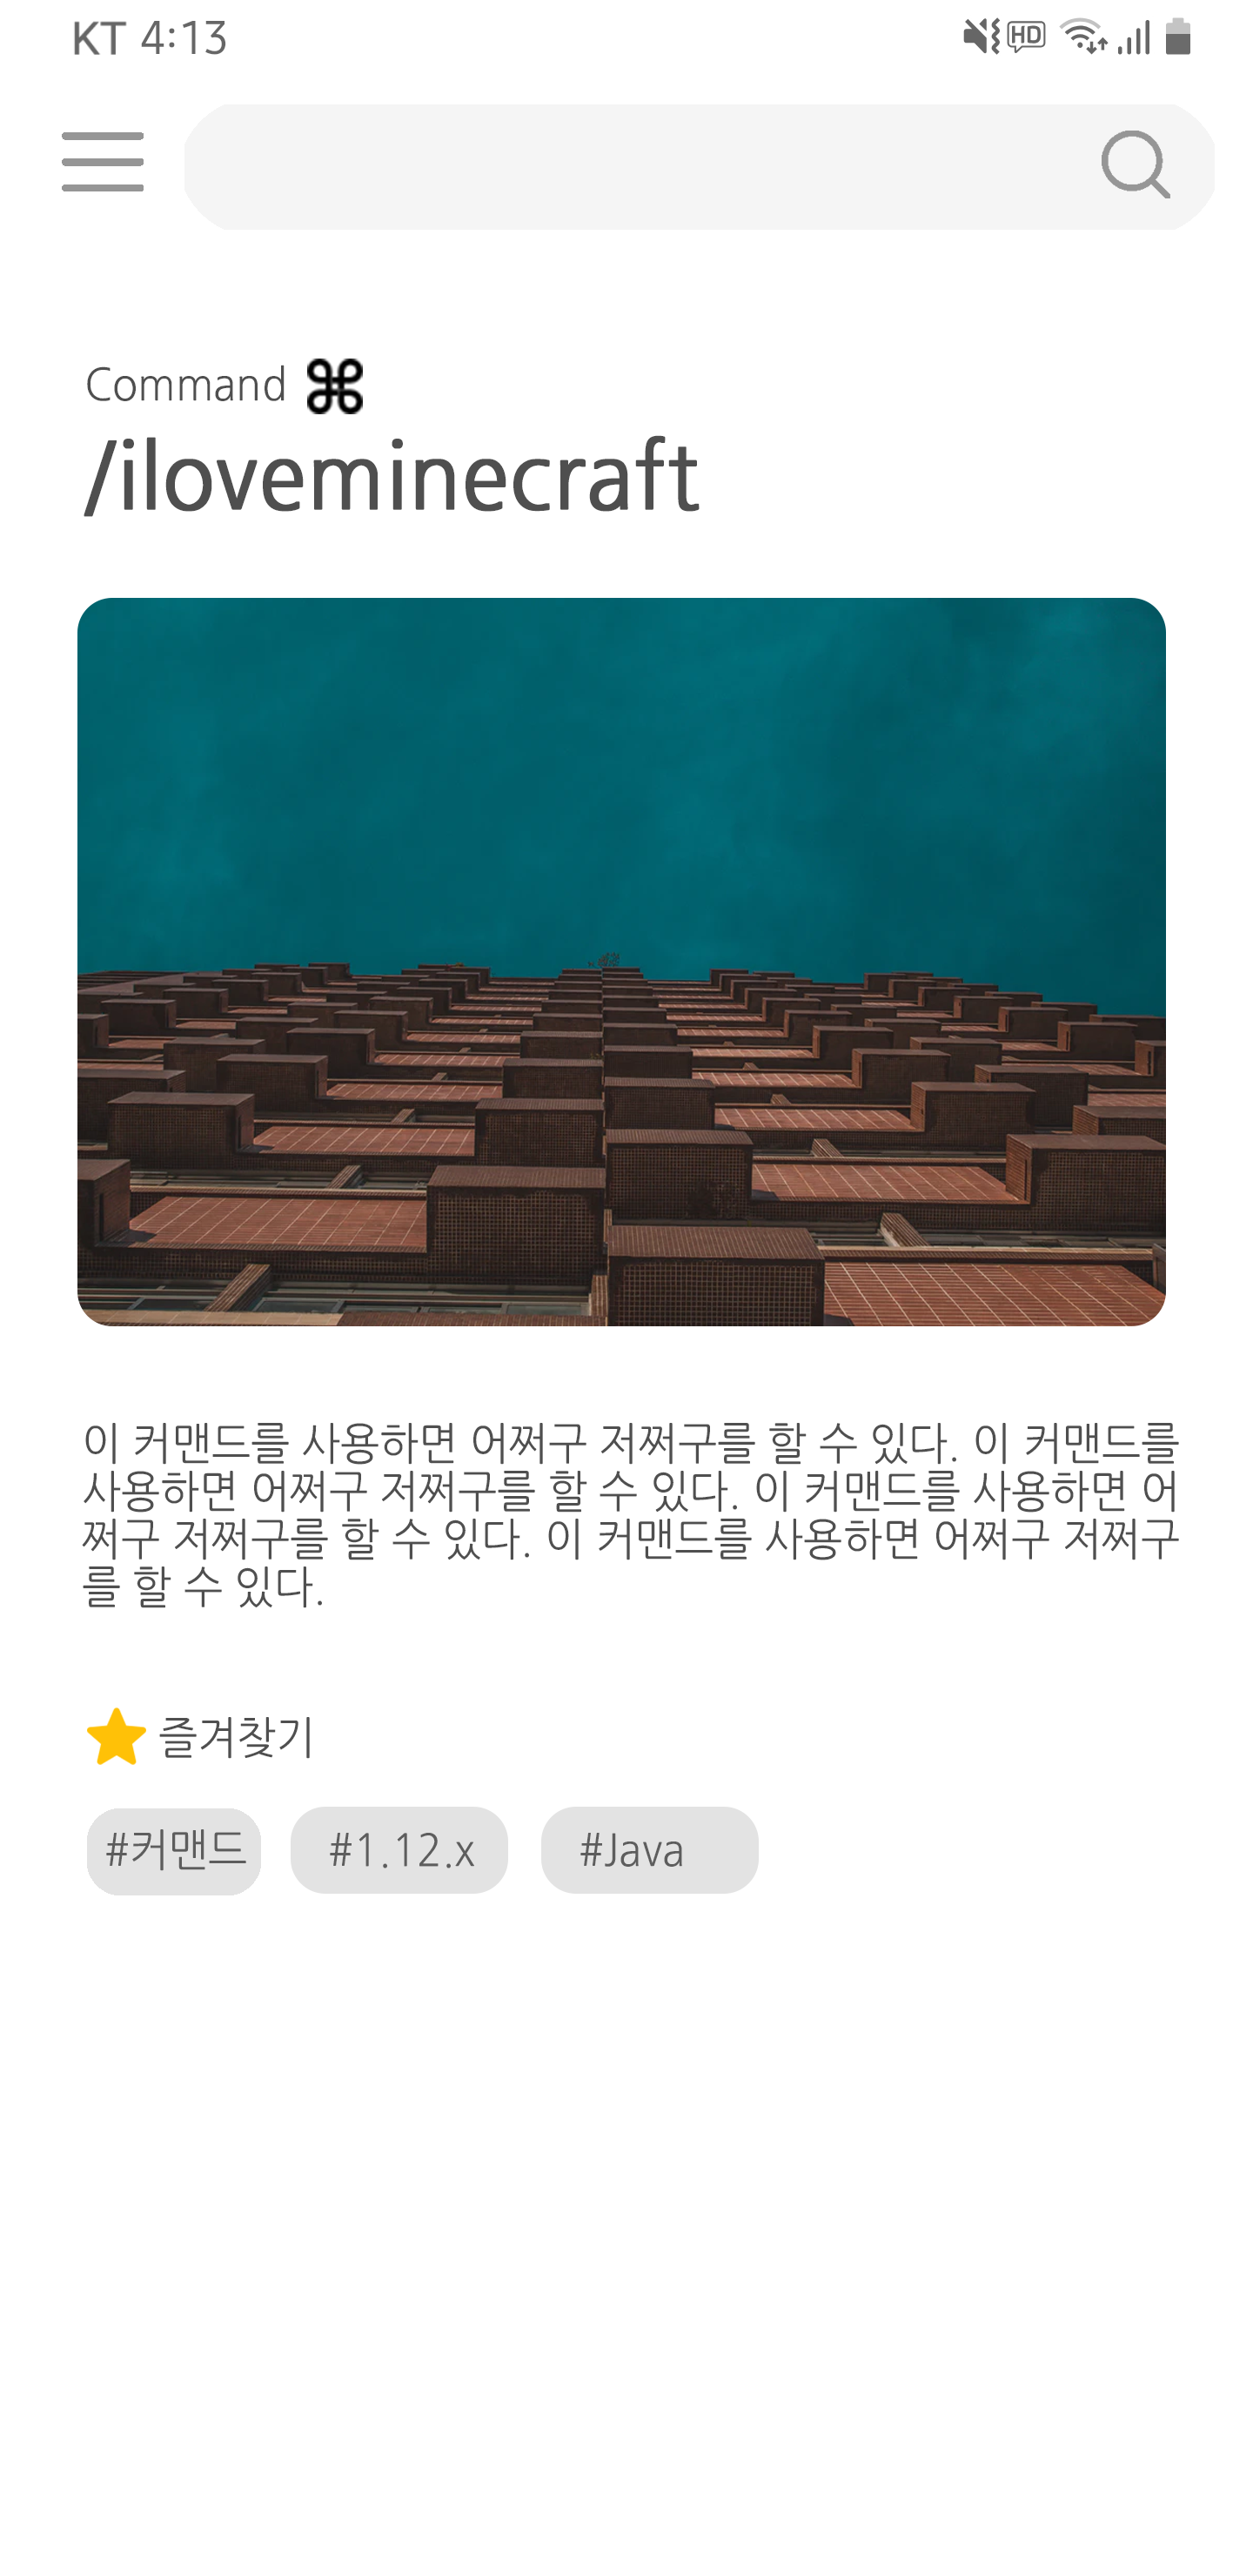 KT 4:13
HD
Command ⌘
/iloveminecraft
이 커맨드를 사용하면 어쩌구 저쩌구를 할 수 있다. 이 커맨드를
사용하면 어쩌구 저쩌구를 할 수 있다. 이 커맨드를 사용하면 어
쩌구 저쩌구를 할 수 있다. 이 커맨드를 사용하면 어쩌구 저쩌구
를 할 수 있다.
즐겨찾기
#커맨드 #1.12.x #Java